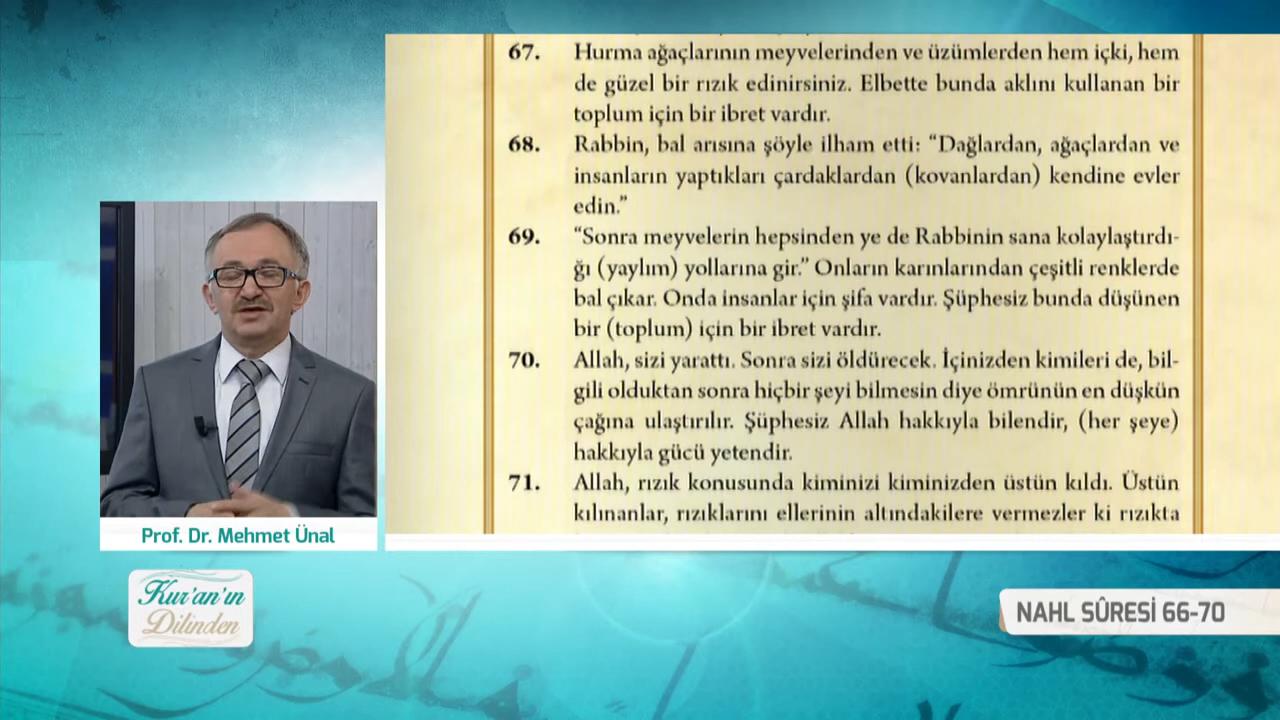 67. Hurma ağaçlarının meyvelerinden ve üzümlerden hem içki, hem
de güzel bir rızık edinirsiniz. Elbette bunda aklını kullanan bir
toplum için bir ibret vardır.
68. Rabbin, bal arısına şöyle ilham etti: “Dağlardan, ağaçlardan ve
insanların yaptıkları çardaklardan (kovanlardan) kendine evler
edin.”
69. “Sonra meyvelerin hepsinden ye de Rabbinin sana kolaylaştırdı-
ğı (yaylım) yollarına gir.” Onların karınlarından çeşitli renklerde
bal çıkar. Onda insanlar için şifa vardır. Şüphesiz bunda düşünen
bir (toplum) için bir ibret vardır.
70. Allah, sizi yarattı. Sonra sizi öldürecek. İçinizden kimileri de, bil-
gili olduktan sonra hiçbir şeyi bilmesin diye ömrünün en düşkün
çağına ulaştırılır. Şüphesiz Allah hakkıyla bilendir, (her şeye)
hakkıyla gücü yetendir.
71. Allah, rızık konusunda kiminizi kiminizden üstün kıldı. Üstün
kılınanlar, rızıklarını ellerinin altındakilere vermezler ki rızıkta
Prof. Dr. Mehmet Ünal
Kur'an'ın
Dilinden
NAHL SÛRESİ 66-70